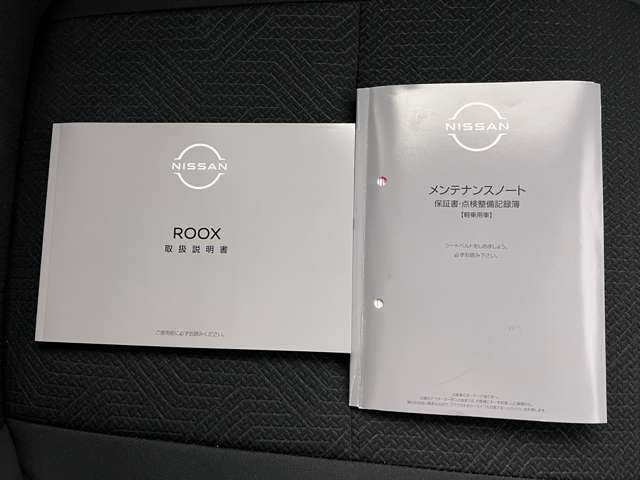 NISSAN
ROOX
取扱説明書
ご使用前に必ずお読みください。
NISSAN
メンテナンスノート
保証書・点検整備記録簿
【軽乗用車】
シートベルトをしめましょう。
必ずお読み下さい。